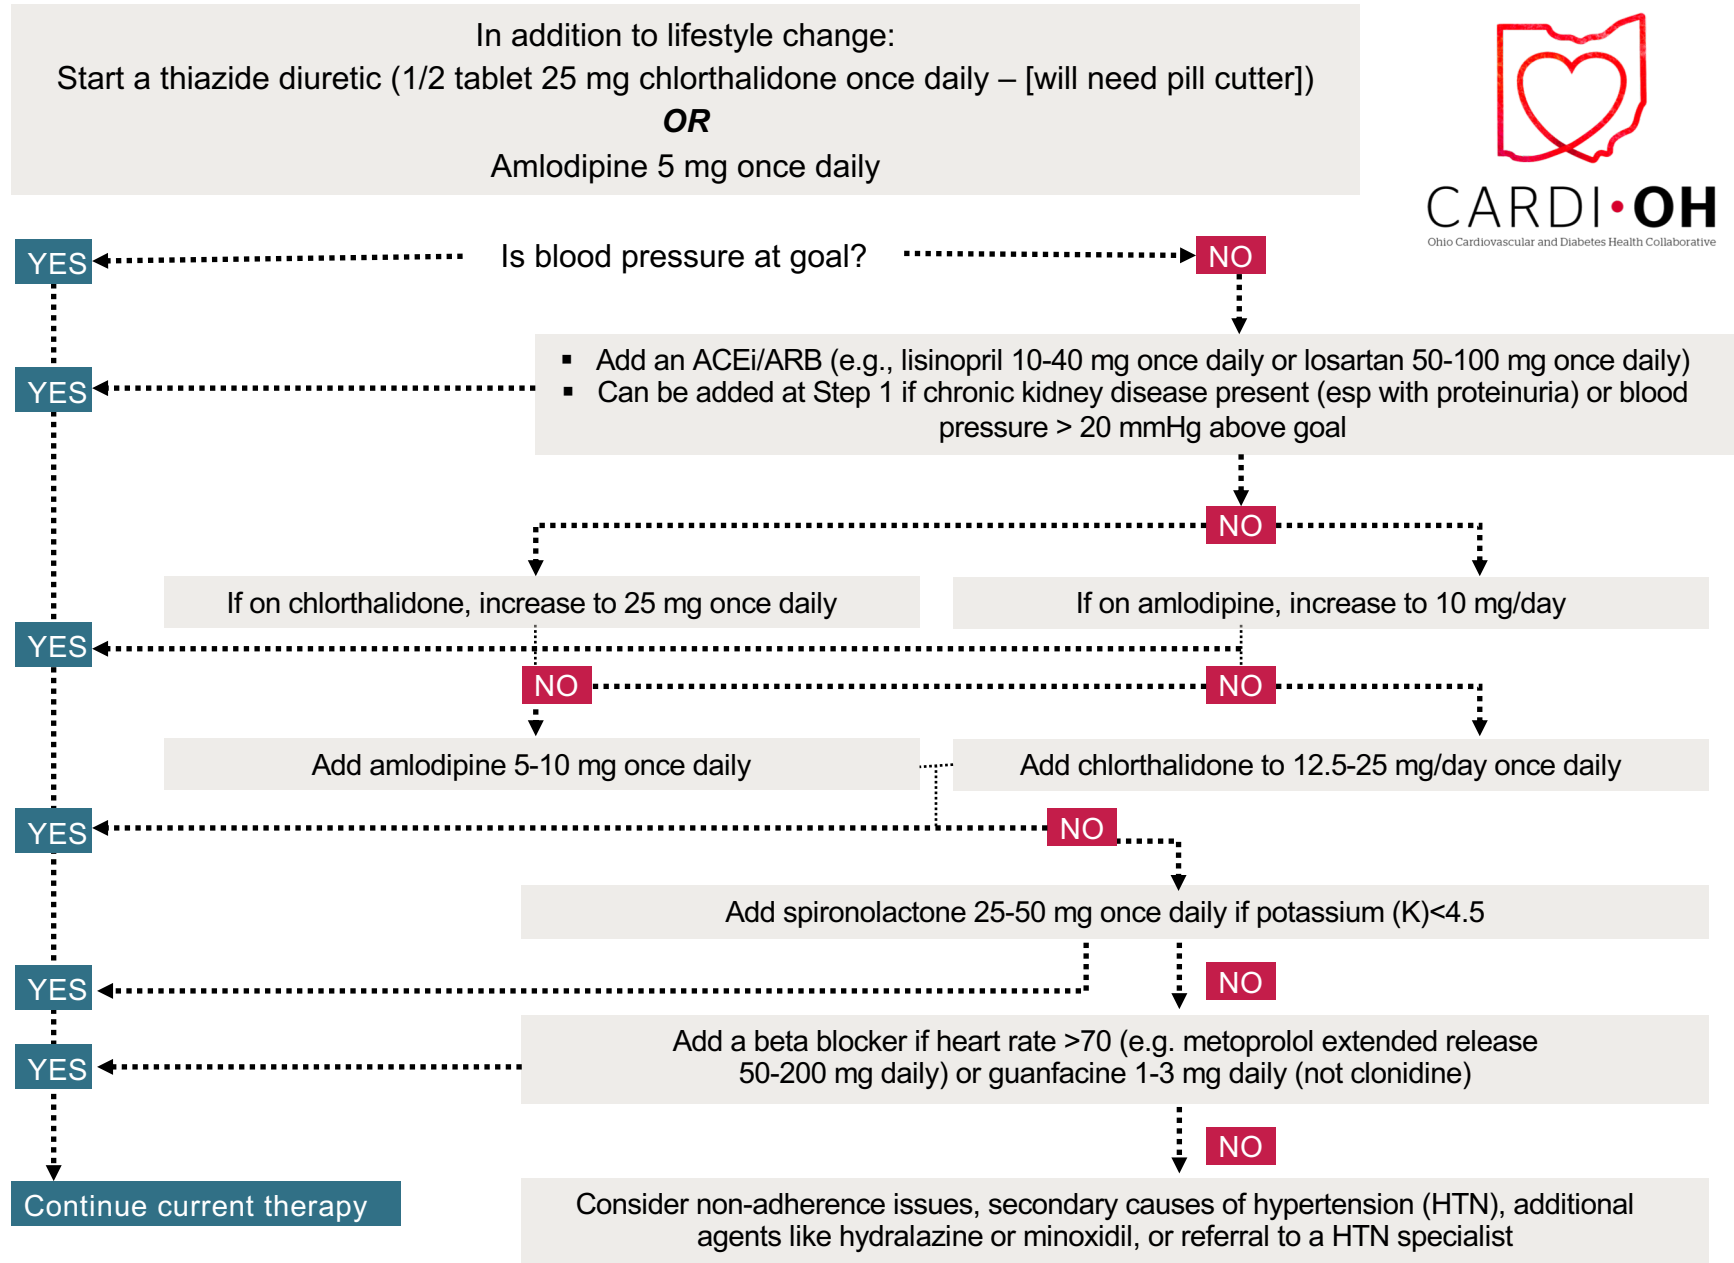 In addition to lifestyle change:
Start a thiazide diuretic (1/2 tablet 25 mg chlorthalidone once daily – [will need pill cutter])
OR
Amlodipine 5 mg once daily
CARDI•OH
Ohio Cardiovascular and Diabetes Health Collaborative
YES
Is blood pressure at goal?
NO
YES
▪ Add an ACEi/ARB (e.g., lisinopril 10-40 mg once daily or losartan 50-100 mg once daily)
▪ Can be added at Step 1 if chronic kidney disease present (esp with proteinuria) or blood
pressure > 20 mmHg above goal
NO
If on chlorthalidone, increase to 25 mg once daily
If on amlodipine, increase to 10 mg/day
YES
NO
NO
Add amlodipine 5-10 mg once daily
Add chlorthalidone to 12.5-25 mg/day once daily
YES
NO
Add spironolactone 25-50 mg once daily if potassium (K)<4.5
YES
NO
YES
Add a beta blocker if heart rate >70 (e.g. metoprolol extended release
50-200 mg daily) or guanfacine 1-3 mg daily (not clonidine)
NO
Continue current therapy
Consider non-adherence issues, secondary causes of hypertension (HTN), additional
agents like hydralazine or minoxidil, or referral to a HTN specialist